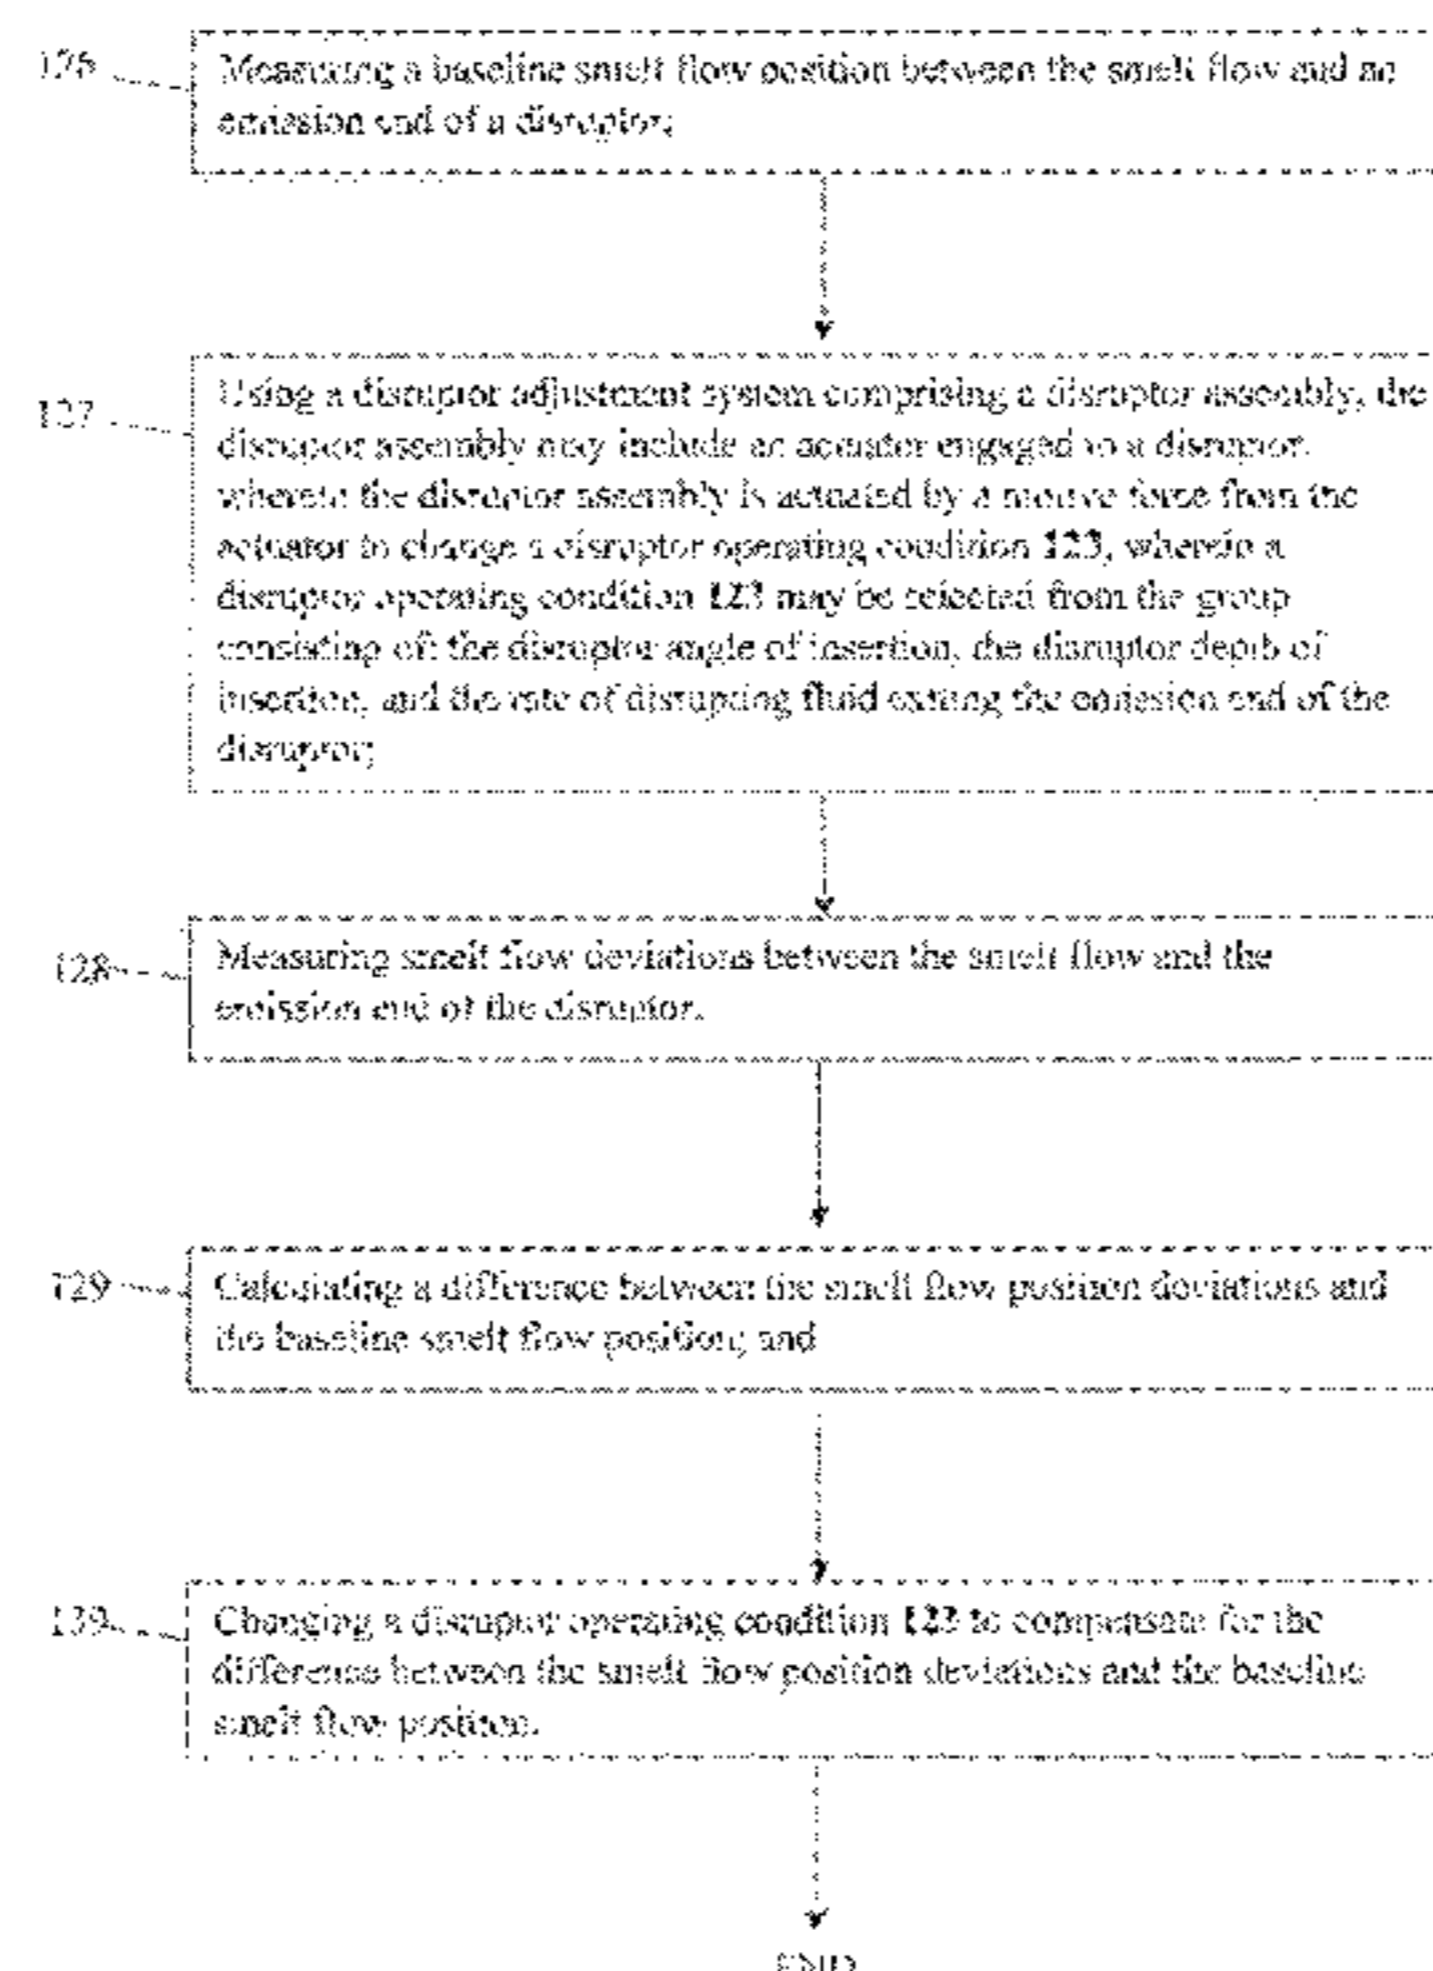 126
Measuring a baseline smelt flow position between the smelt flow and an
emission end of a disruptor;
127
Using a disruptor adjustment system comprising a disruptor assembly, the
disruptor assembly may include an actuator engaged to a disruptor
wherein the disruptor assembly is actuated by a motive force from the
actuator to change a disruptor operating condition 123, wherein a
disruptor operating condition 123 may be selected from the group
consisting of: the disruptor angle of insertion, the disruptor depth of
insertion, and the rate of disrupting fluid exiting the emission end of the
disruptor;
128
Measuring smelt flow deviations between the smelt flow and the
emission end of the disruptor.
129
Calculating a difference between the smelt flow position deviations and
the baseline smelt flow position; and
139
Changing a disruptor operating condition 123 to compensate for the
difference between the smelt flow position deviations and the baseline
smelt flow position.
END